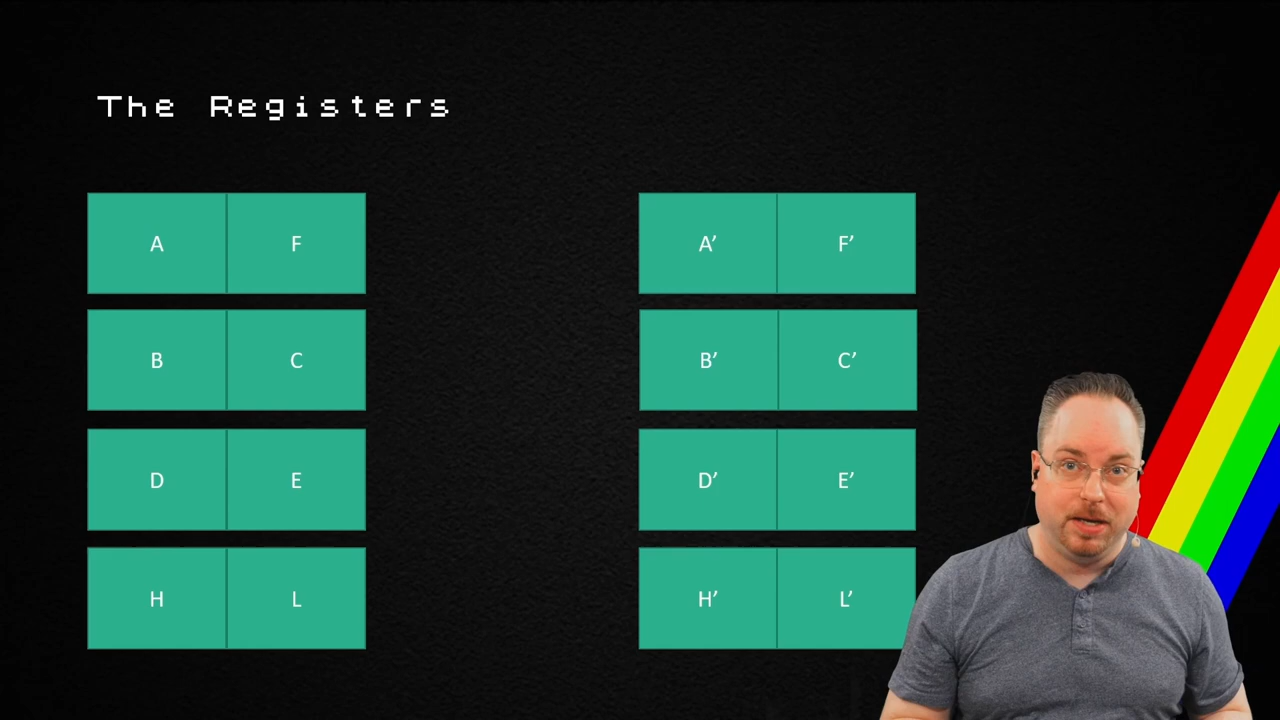 The Registers
A F A’ F’
B C B’ C’
D E D’ E’
H L H’ L’